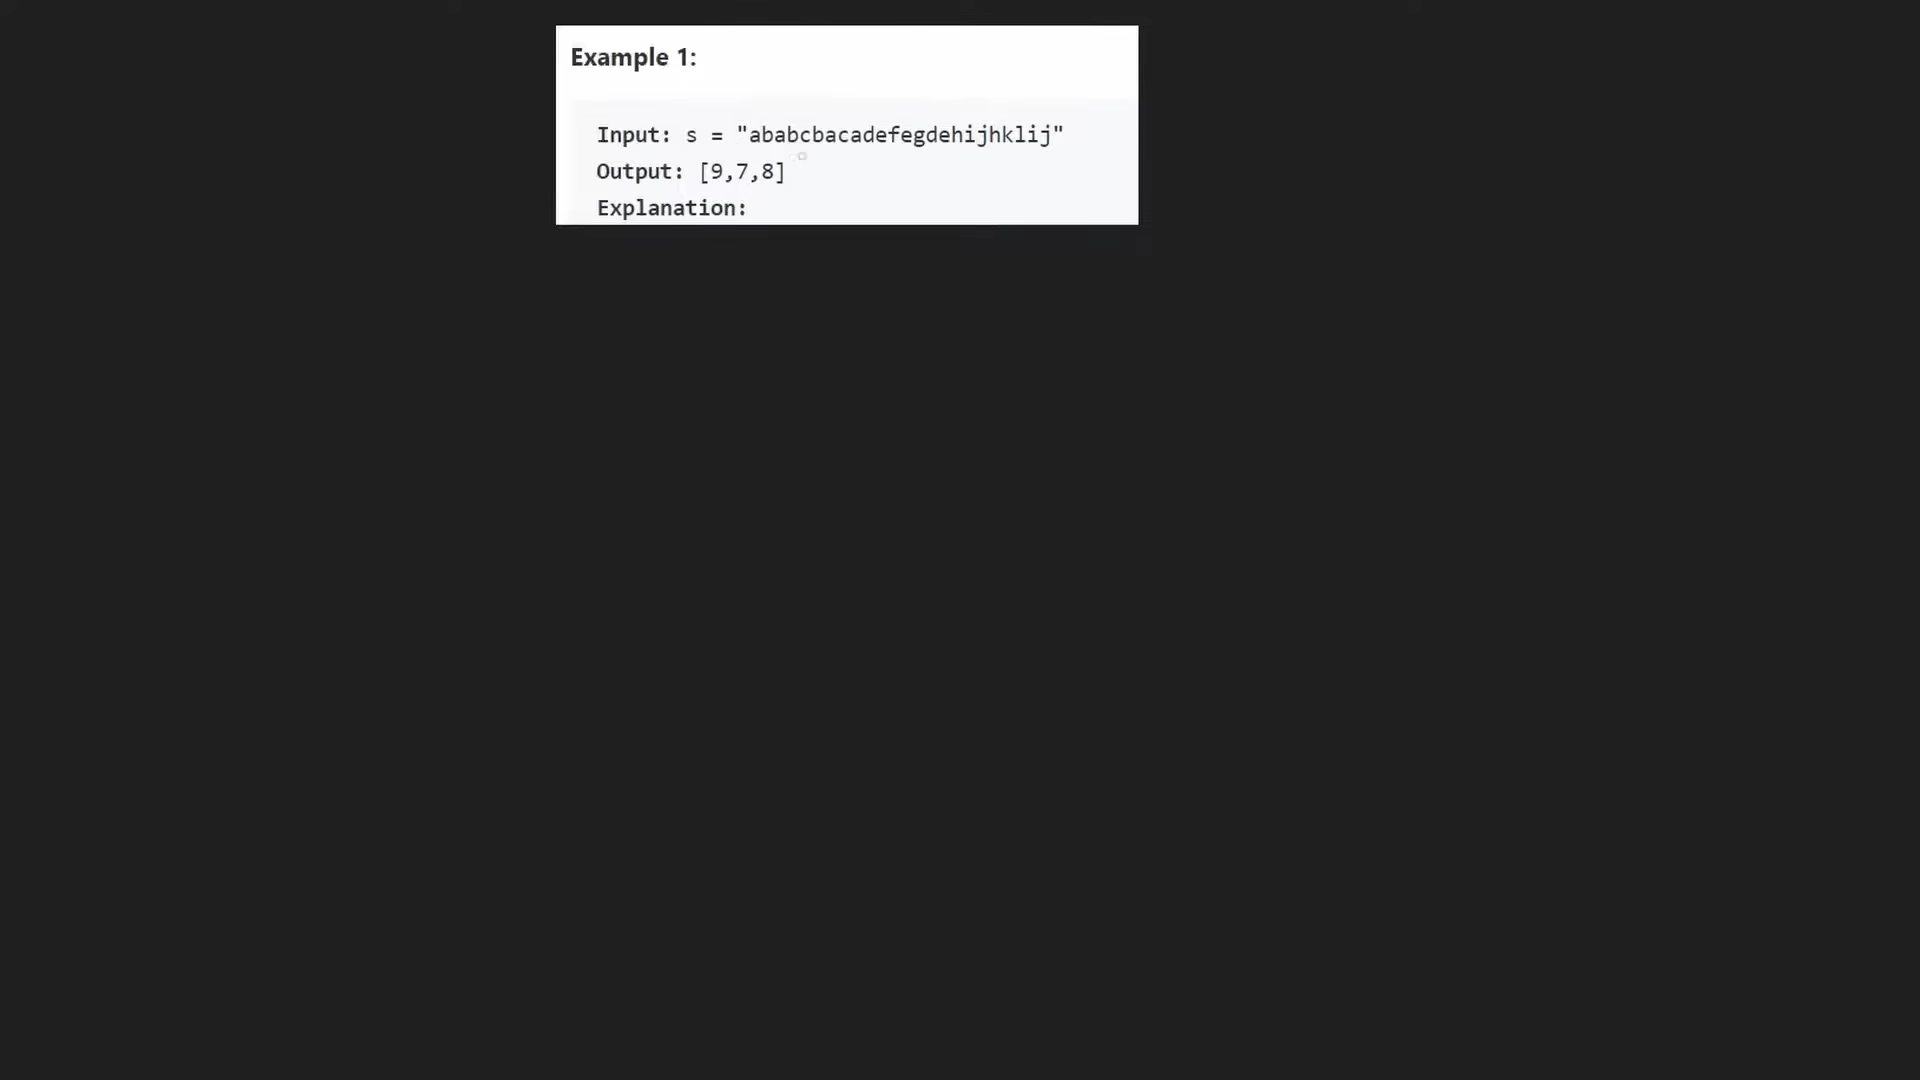 Example 1:
Input: s = "ababcbacadefegdehijhklij"
Output: [9,7,8]
Explanation: